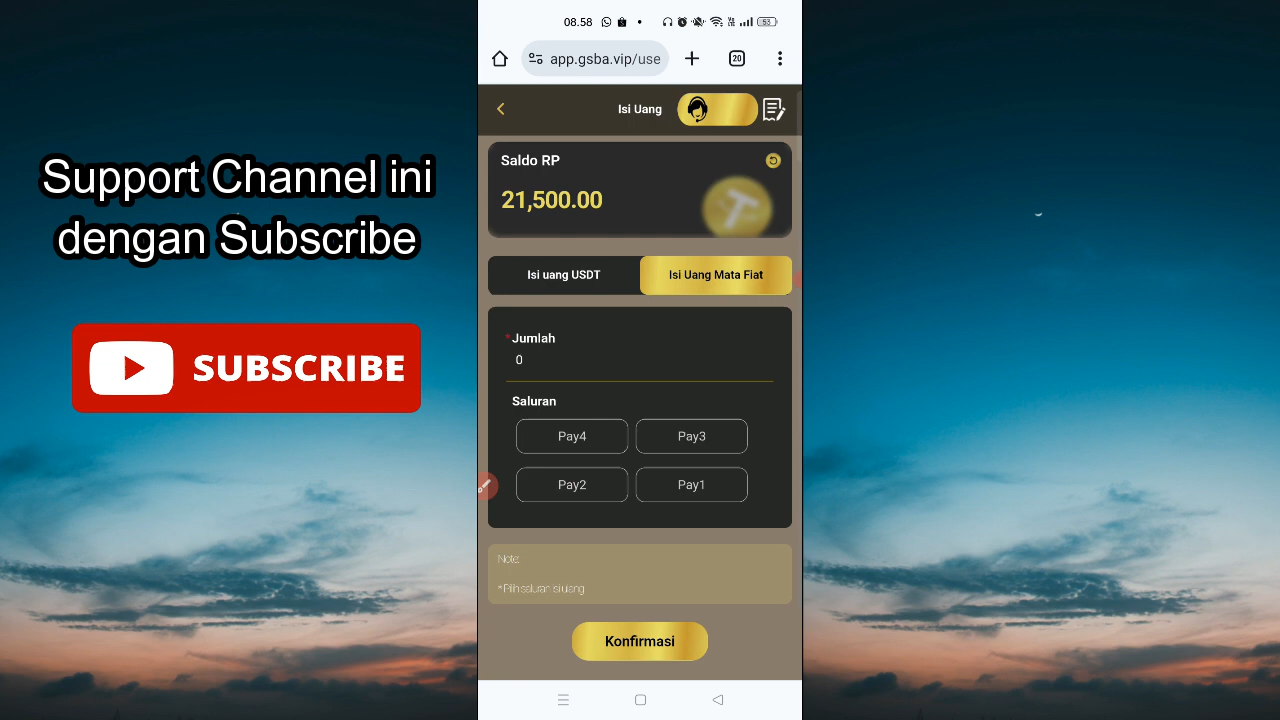 Support Channel ini
dengan Subscribe
SUBSCRIBE
08.58
53
app.gsba.vip/use
20
Isi Uang
Saldo RP
21,500.00
Isi uang USDT
Isi Uang Mata Fiat
*Jumlah
0
Saluran
Pay4
Pay3
Pay2
Pay1
Note:
*Pilih saluran isi ulang
Konfirmasi